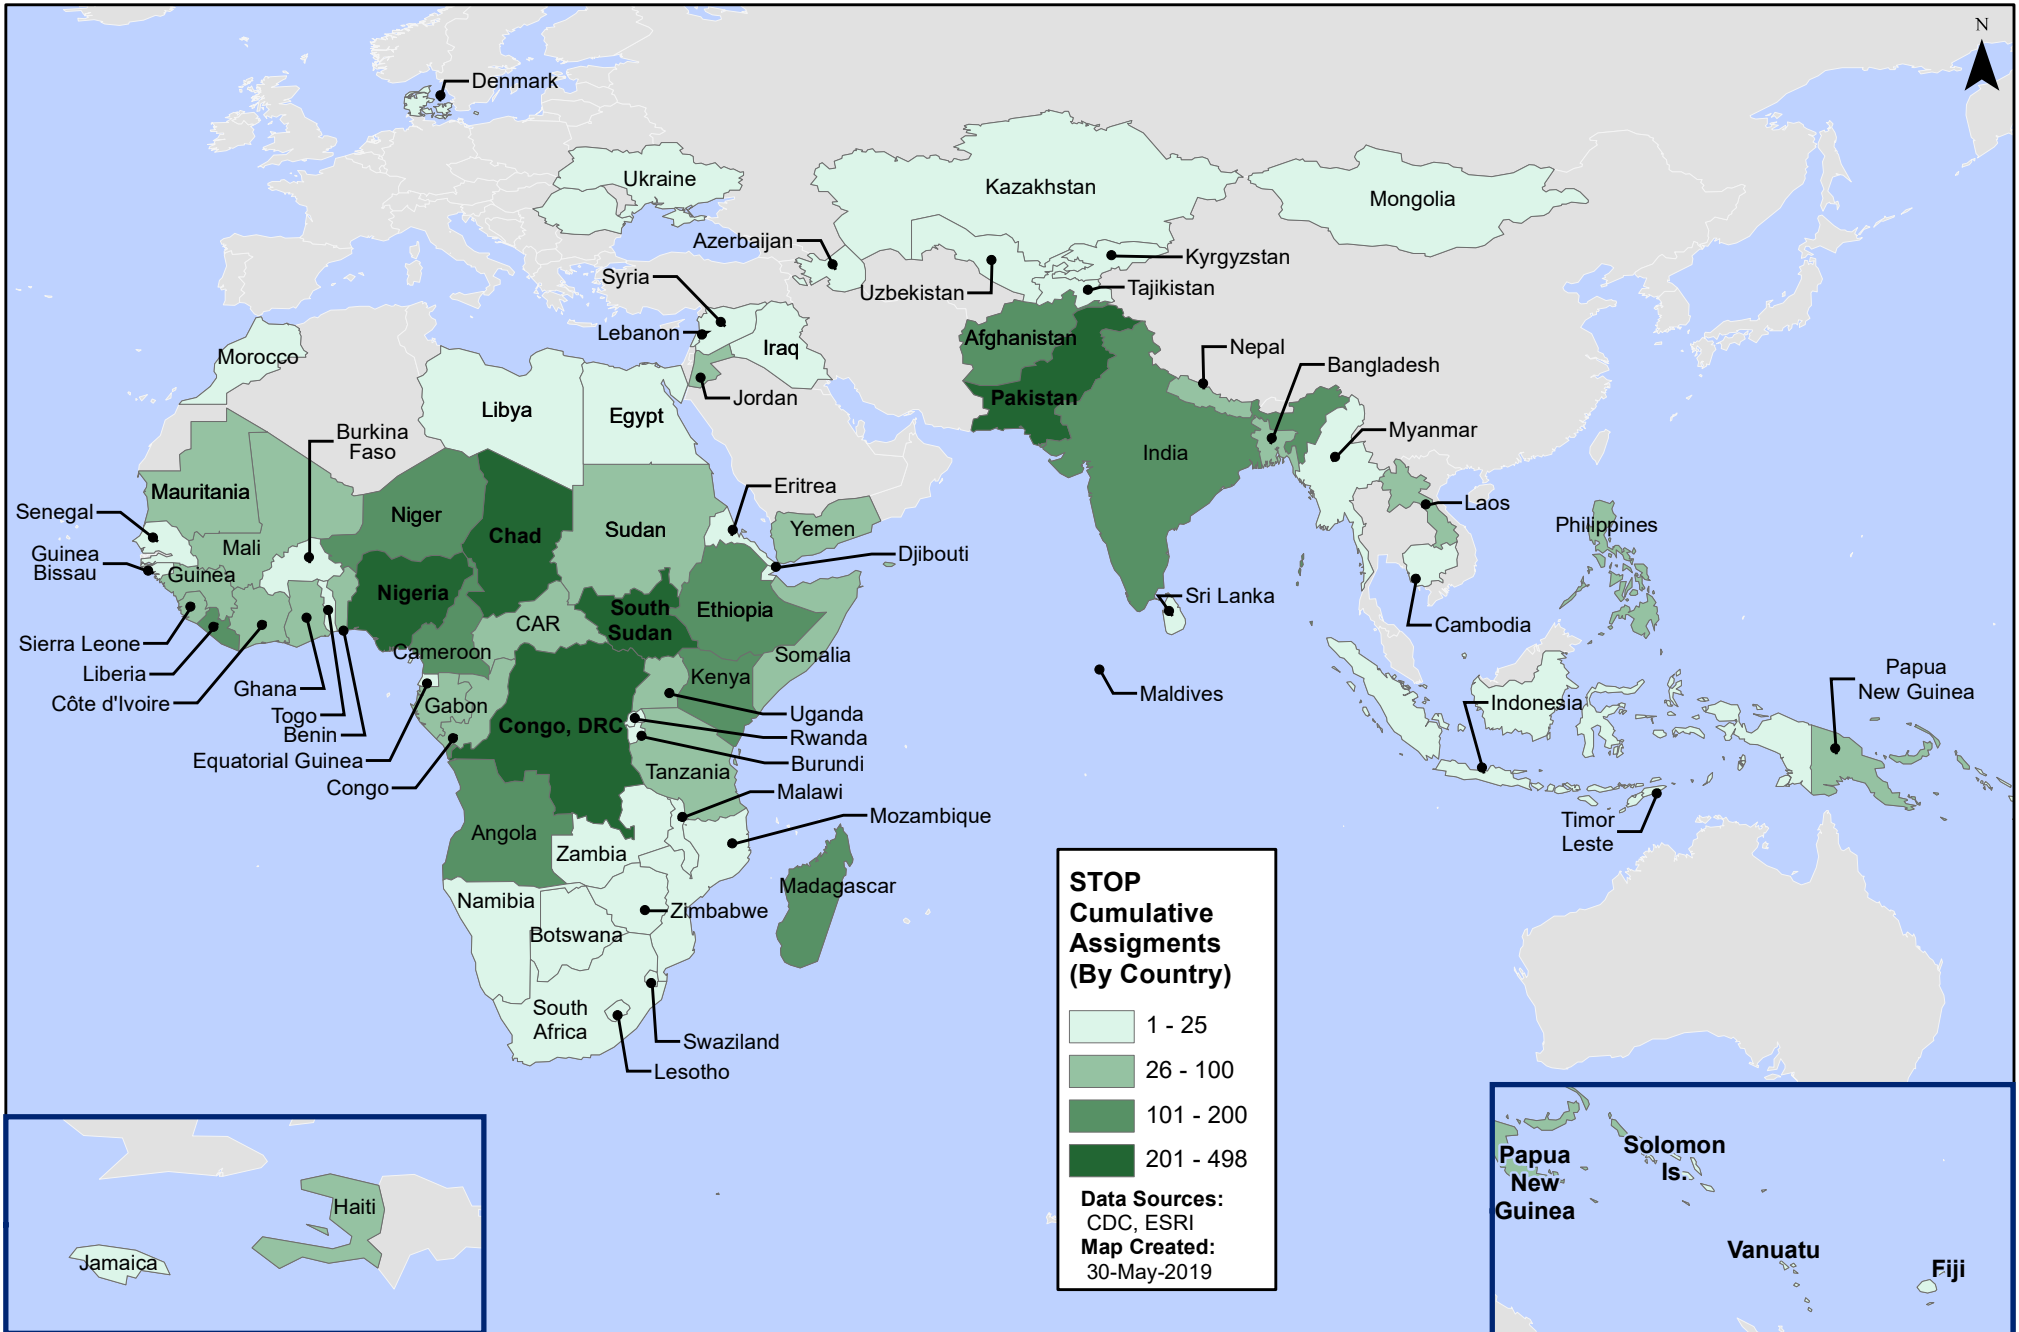 N
Denmark
Ukraine
Kazakhstan
Mongolia
Azerbaijan
Kyrgyzstan
Syria
Uzbekistan
Tajikistan
Lebanon
Afghanistan
Iraq
Nepal
Morocco
Bangladesh
Jordan
Pakistan
Libya
Egypt
Burkina
Faso
Myanmar
India
Mauritania
Eritrea
Laos
Senegal
Niger
Philippines
Sudan
Yemen
Chad
Mali
Guinea
Bissau
Djibouti
Guinea
Nigeria
Sri Lanka
South
Sudan
Ethiopia
CAR
Cambodia
Sierra Leone
Cameroon
Somalia
Liberia
Kenya
Papua
New Guinea
Ghana
Maldives
Côte d'Ivoire
Gabon
Indonesia
Togo
Uganda
Congo, DRC
Benin
Rwanda
Equatorial Guinea
Burundi
Tanzania
Congo
Malawi
Mozambique
Timor
Leste
Angola
Zambia
Madagascar
Namibia
Zimbabwe
Botswana
South
Africa
Swaziland
Lesotho
STOP
Cumulative
Assigments
(By Country)
1 - 25
26 - 100
101 - 200
201 - 498
Data Sources:
CDC, ESRI
Map Created:
30-May-2019
Haiti
Jamaica
Papua
New
Guinea
Solomon
Is.
Vanuatu
Fiji